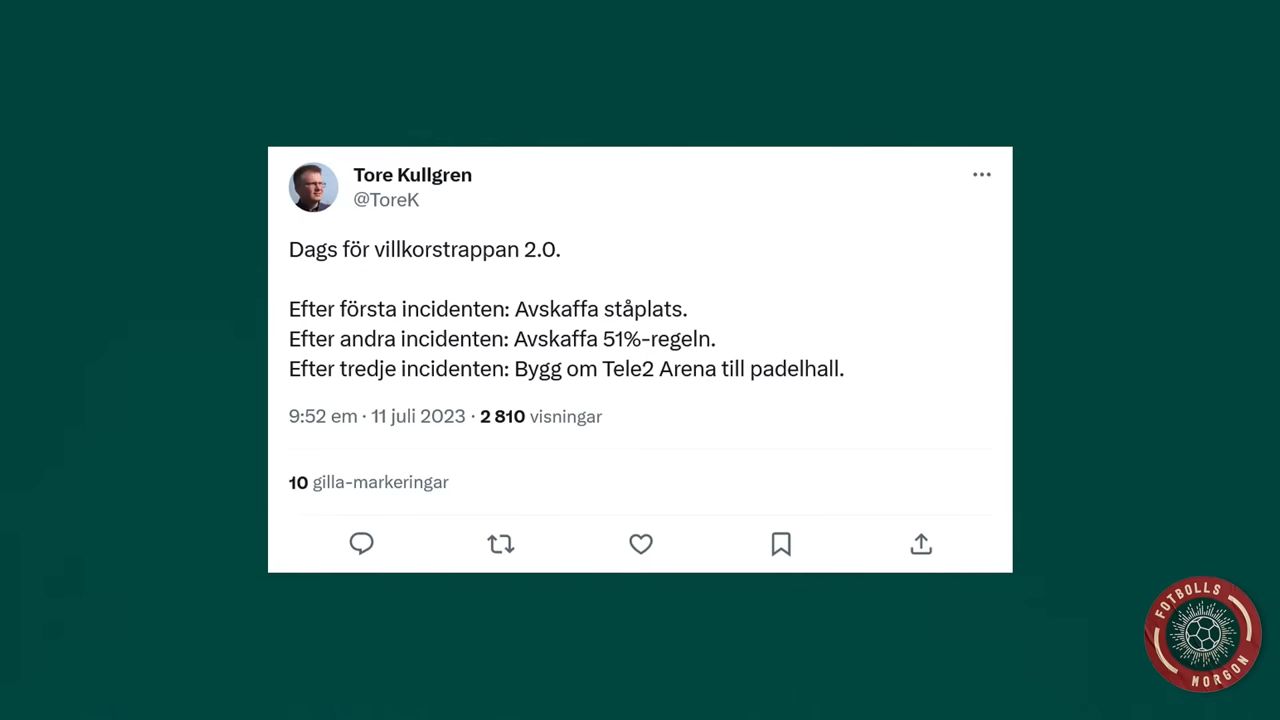 Tore Kullgren
@ToreK
Dags för villkorstrappan 2.0.
Efter första incidenten: Avskaffa ståplats.
Efter andra incidenten: Avskaffa 51%-regeln.
Efter tredje incidenten: Bygg om Tele2 Arena till padelhall.
9:52 em · 11 juli 2023 · 2 810 visningar
10 gilla-markeringar
FOTBOLLS
MORGON